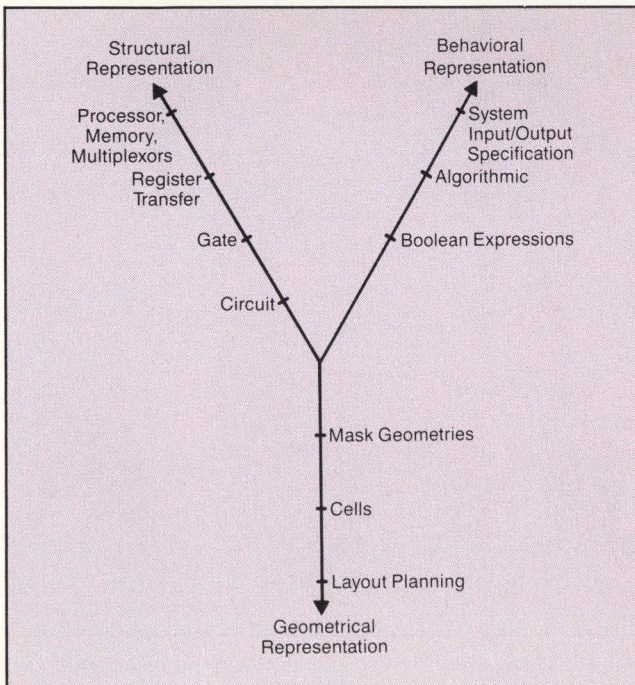 Structural
Representation
Behavioral
Representation
Processor,
Memory,
Multiplexors
System
Input/Output
Specification
Register
Transfer
Algorithmic
Gate
Boolean Expressions
Circuit
Mask Geometries
Cells
Layout Planning
Geometrical
Representation